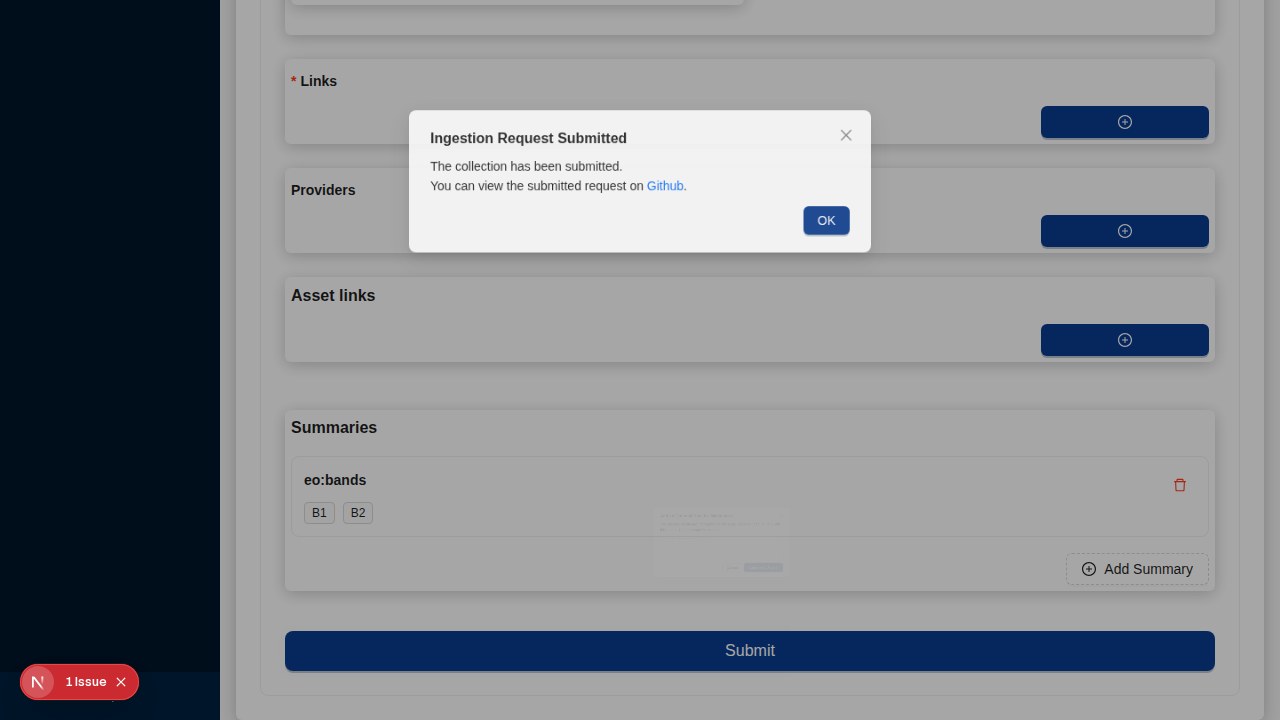 * Links
Ingestion Request Submitted
The collection has been submitted.
You can view the submitted request on Github.
OK
Providers
Asset links
Summaries
eo:bands
B1
B2
Add Summary
Submit
N
1 Issue